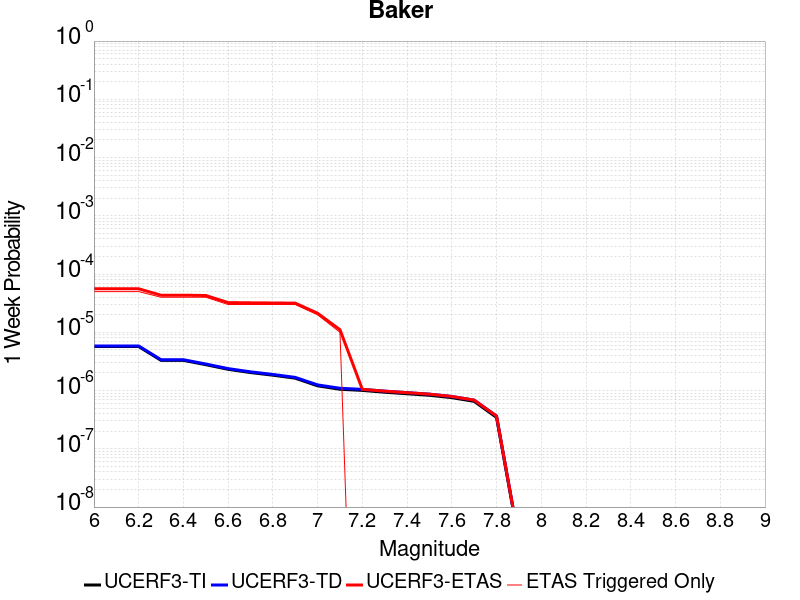 Baker
1 Week Probability
10^0
10^-1
10^-2
10^-3
10^-4
10^-5
10^-6
10^-7
10^-8
6 6.2 6.4 6.6 6.8 7 7.2 7.4 7.6 7.8 8 8.2 8.4 8.6 8.8 9
Magnitude
UCERF3-TI UCERF3-TD UCERF3-ETAS ETAS Triggered Only